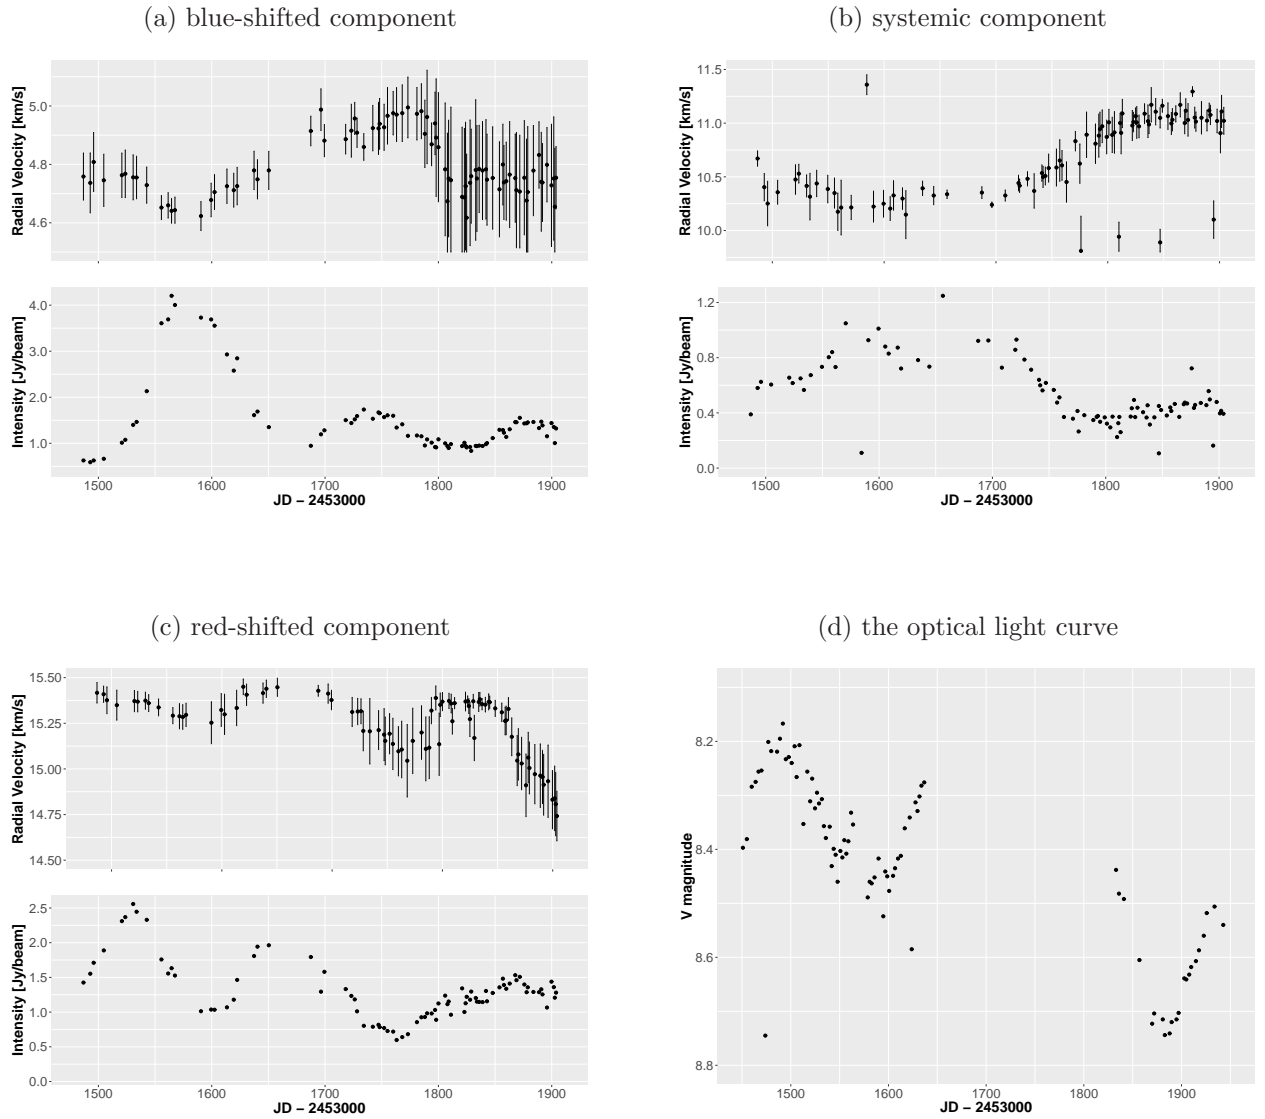 (a) blue-shifted component
Radial Velocity [km/s]
5.0
4.8
4.6
Intensity [Jy/beam]
4.0
3.0
2.0
1.0
1500 1600 1700 1800 1900
JD − 2453000
(b) systemic component
Radial Velocity [km/s]
11.5
11.0
10.5
10.0
Intensity [Jy/beam]
1.2
0.8
0.4
0.0
1500 1600 1700 1800 1900
JD − 2453000
(c) red-shifted component
Radial Velocity [km/s]
15.50
15.25
15.00
14.75
14.50
Intensity [Jy/beam]
2.5
2.0
1.5
1.0
0.5
0.0
1500 1600 1700 1800 1900
JD − 2453000
(d) the optical light curve
V magnitude
8.2
8.4
8.6
8.8
1500 1600 1700 1800 1900
JD − 2453000